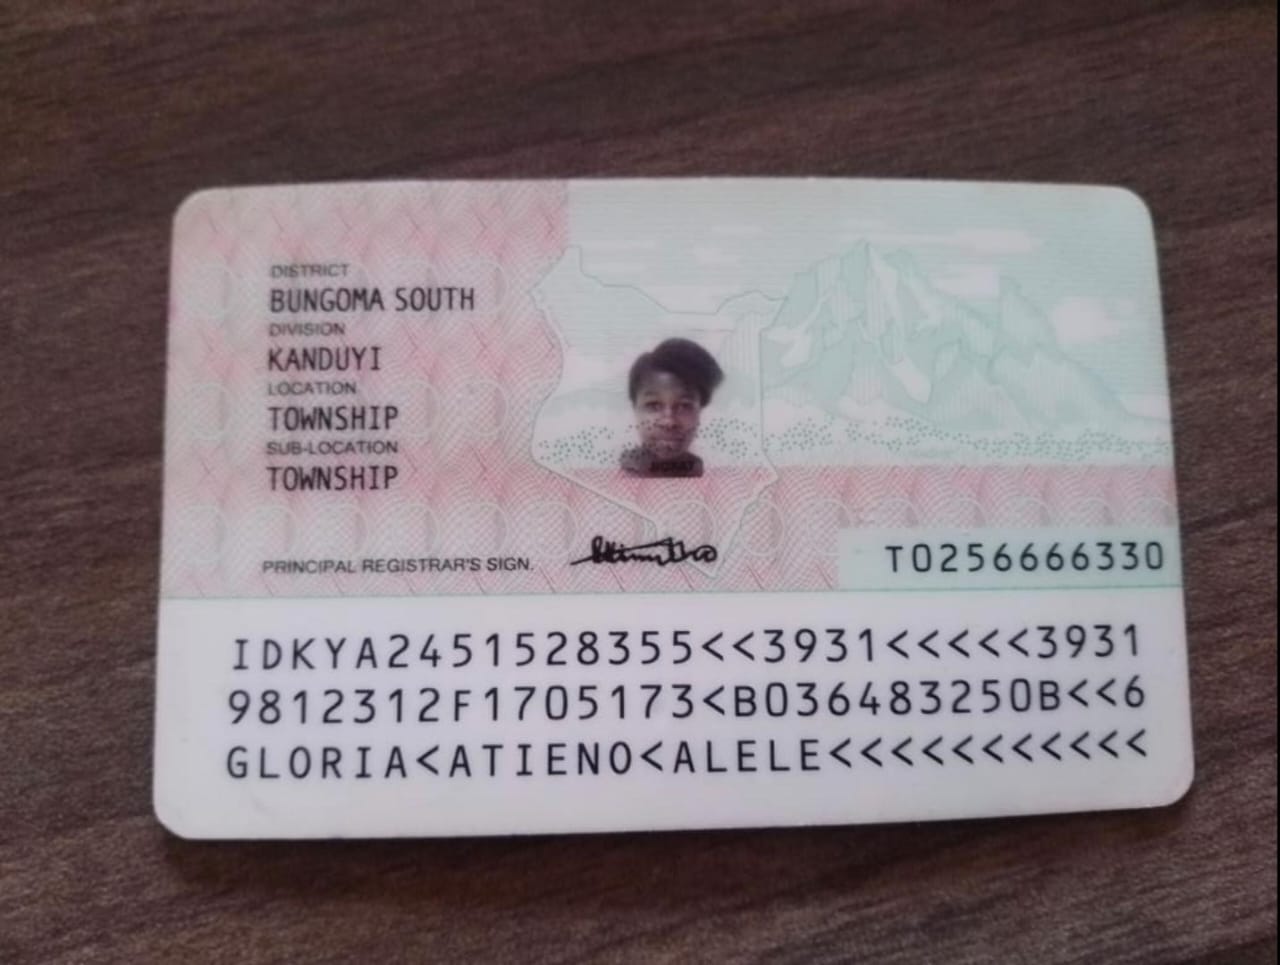 DISTRICT
BUNGOMA SOUTH
DIVISION
KANDUYI
LOCATION
TOWNSHIP
SUB-LOCATION
TOWNSHIP
PRINCIPAL REGISTRAR'S SIGN.
T0256666330
IDKYA2451528355<<3931<<<<<3931
9812312F1705173<B036483250B<<6
GLORIA<ATIENO<ALELE<<<<<<<<<<<